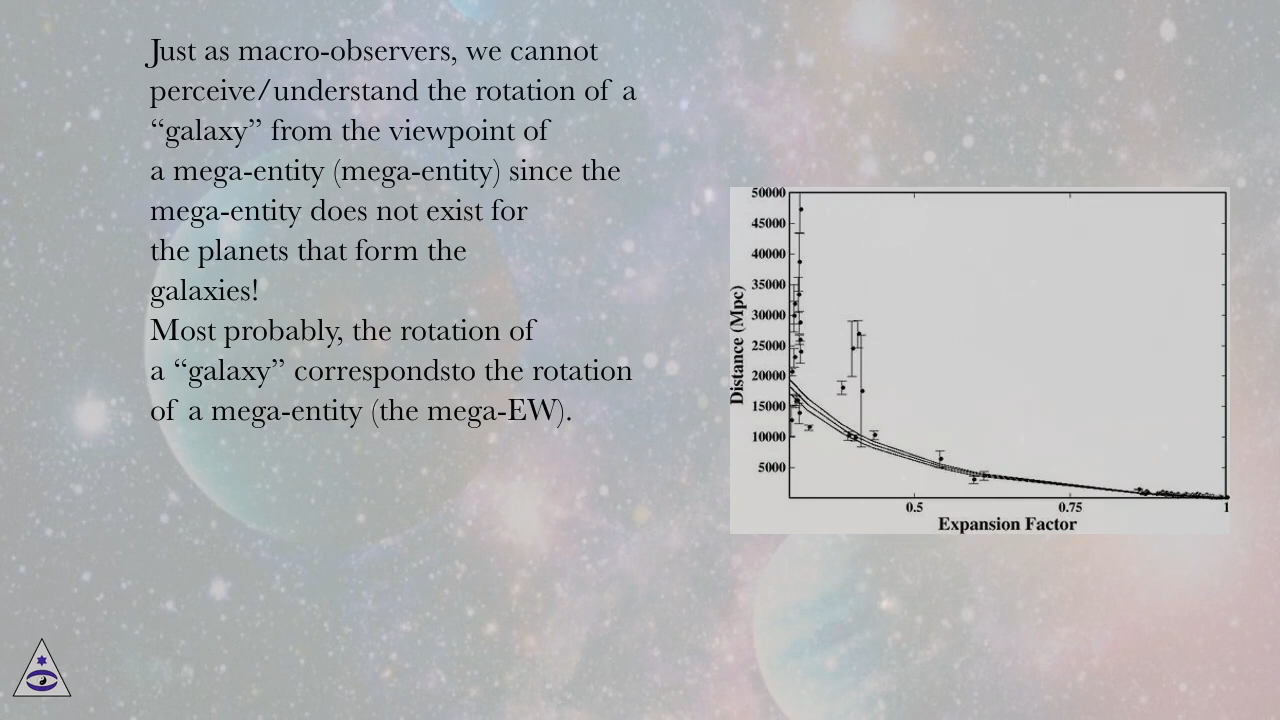 Just as macro-observers, we cannot
perceive/understand the rotation of a
“galaxy” from the viewpoint of
a mega-entity (mega-entity) since the
mega-entity does not exist for
the planets that form the
galaxies!
Most probably, the rotation of
a “galaxy” correspondsto the rotation
of a mega-entity (the mega-EW).
50000
45000
40000
35000
30000
25000
20000
15000
10000
5000
Distance (Mpc)
0.5 0.75 1
Expansion Factor